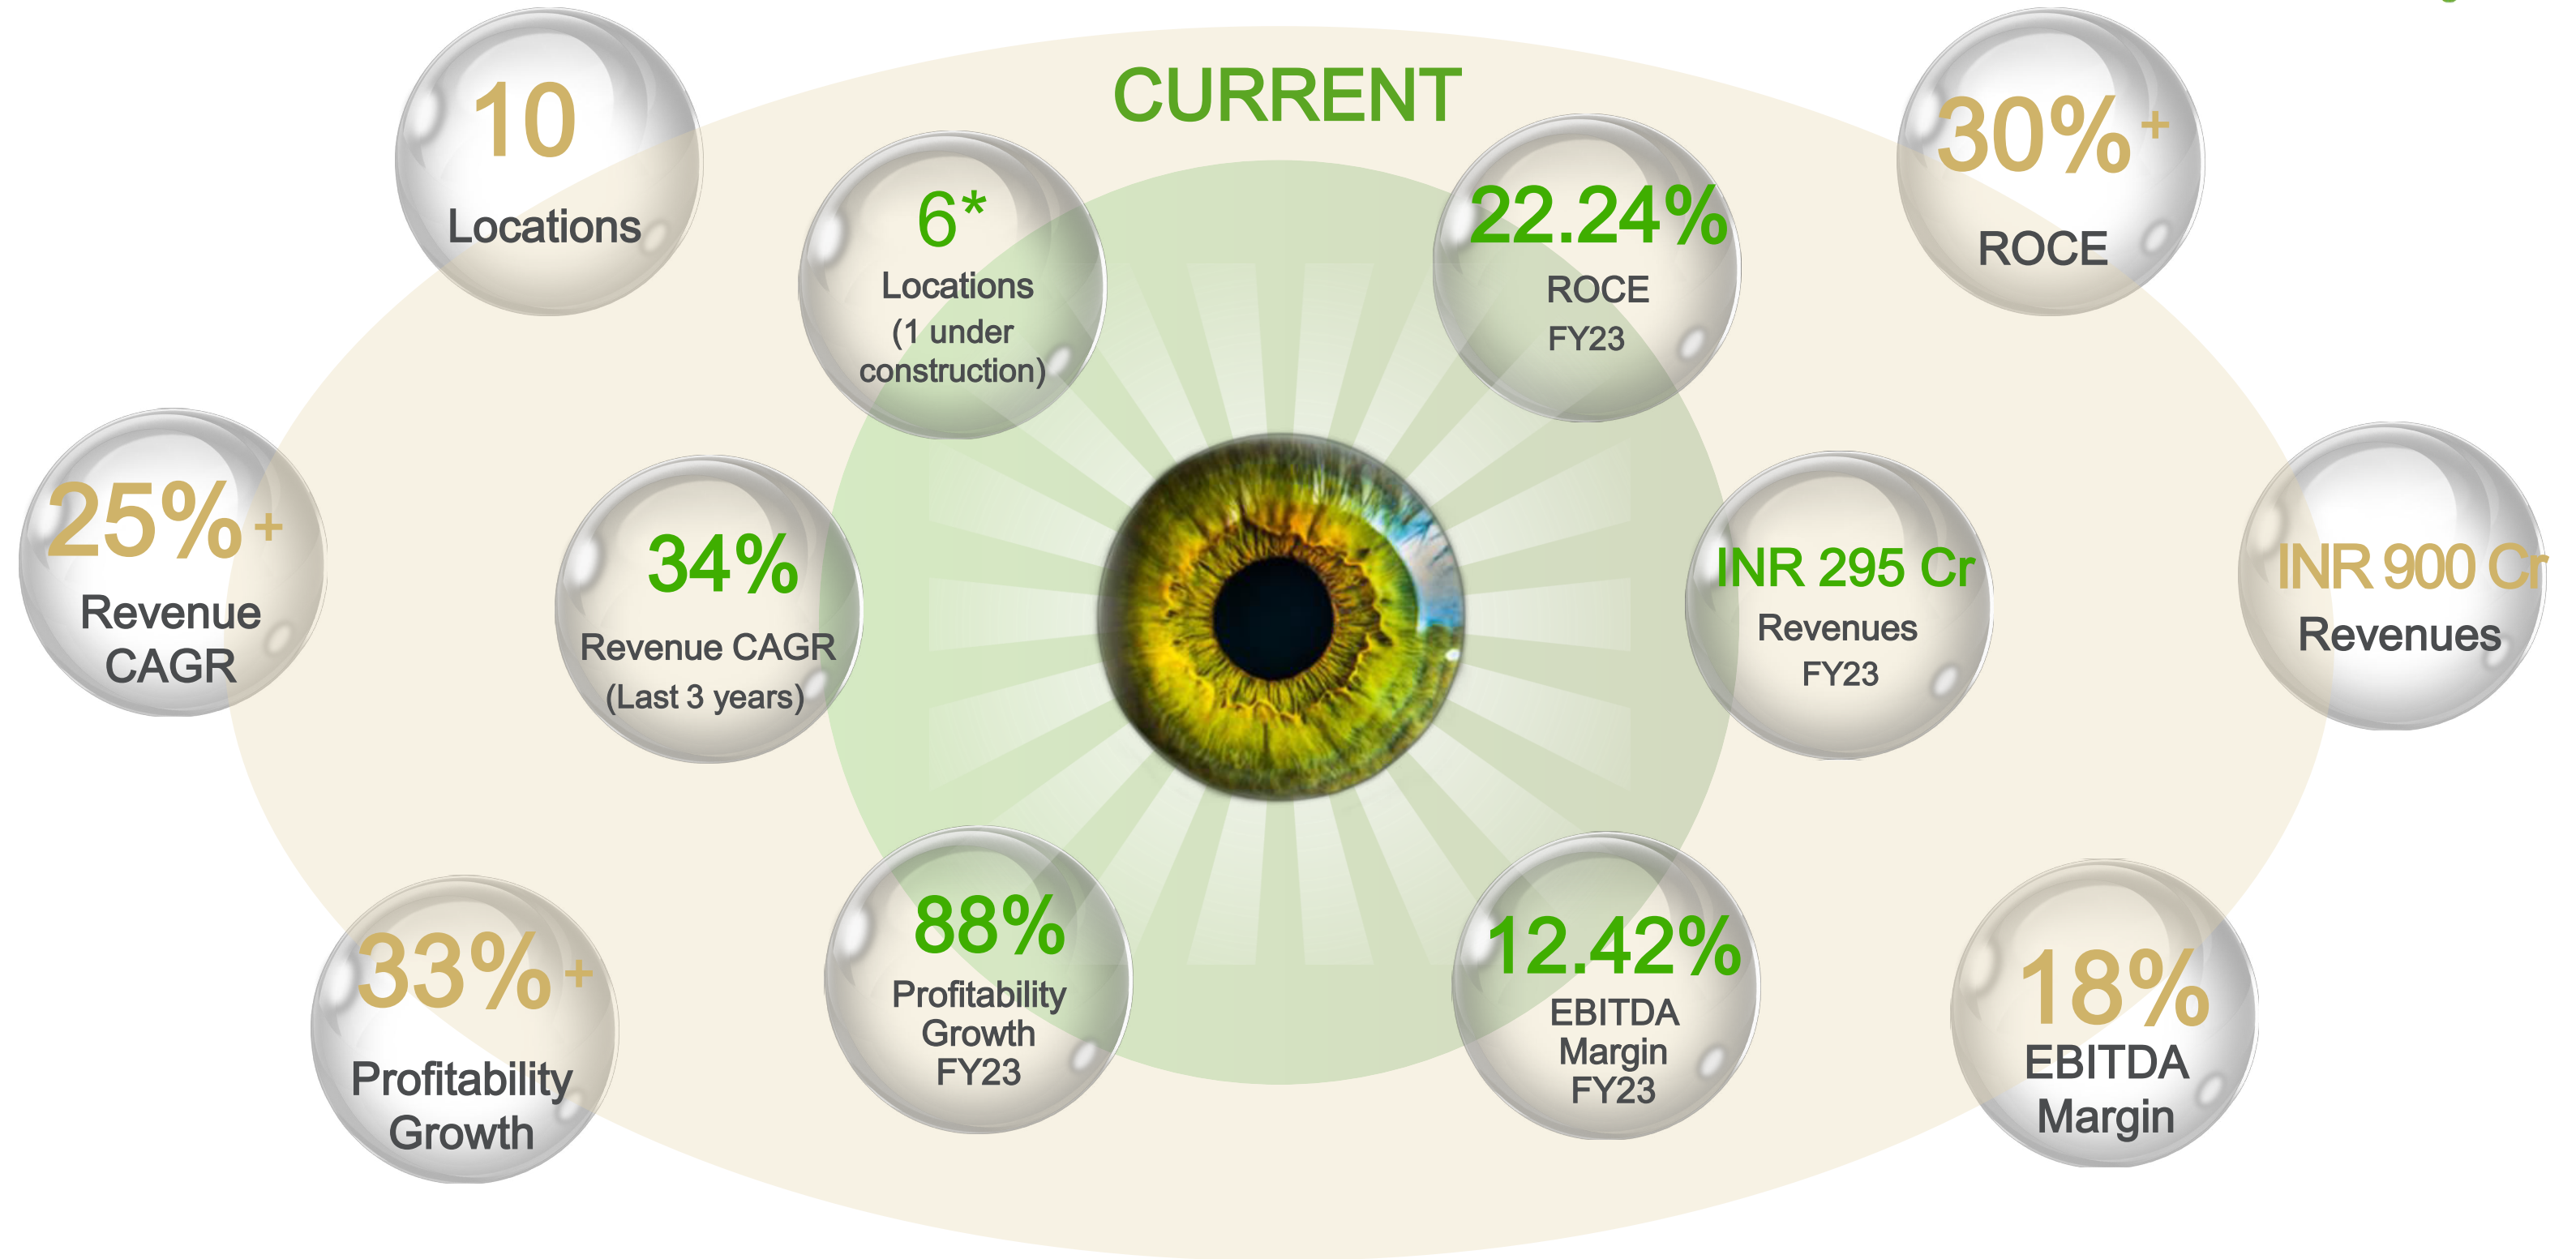 CURRENT
10
Locations
6*
Locations
(1 under
construction)
22.24%
ROCE
FY23
30%+
ROCE
25%+
Revenue
CAGR
34%
Revenue CAGR
(Last 3 years)
INR 295 Cr
Revenues
FY23
INR 900 Cr
Revenues
33%+
Profitability
Growth
88%
Profitability
Growth
FY23
12.42%
EBITDA
Margin
FY23
18%
EBITDA
Margin